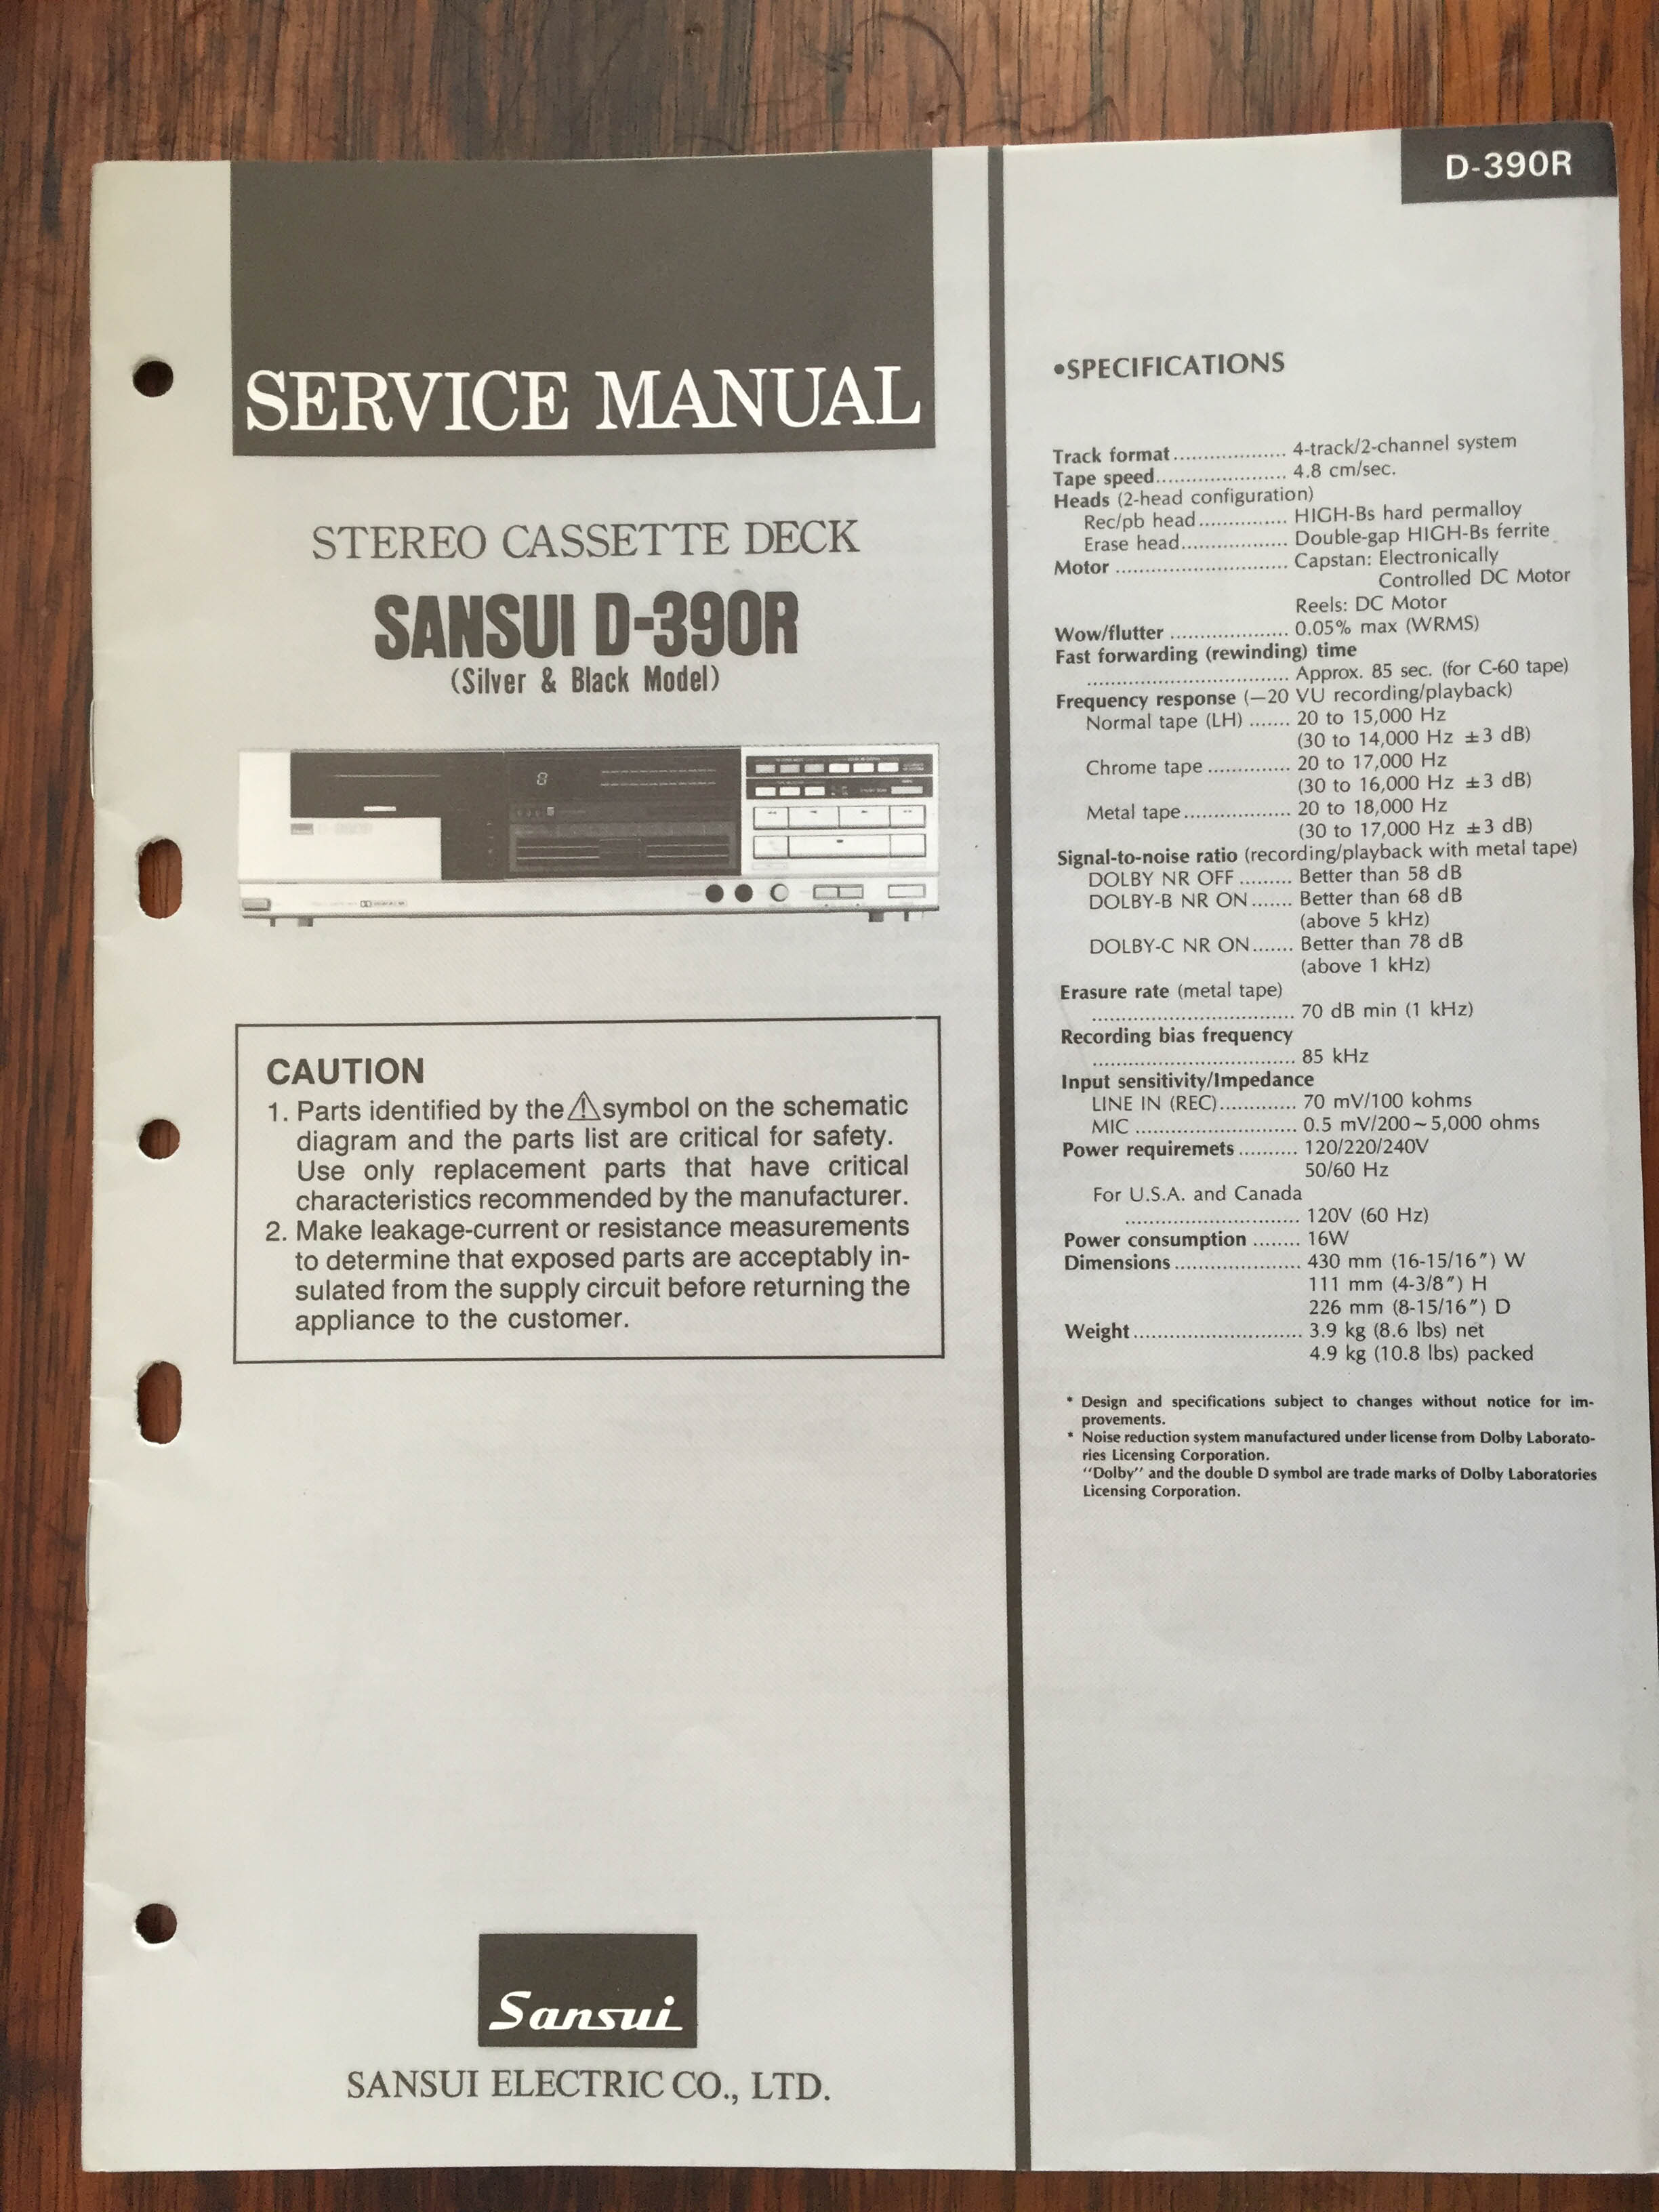 D-390R
SERVICE MANUAL
STEREO CASSETTE DECK
SANSUI D-390R
(Silver & Black Model)
8
CAUTION
1. Parts identified by the ⚠ symbol on the schematic
diagram and the parts list are critical for safety.
Use only replacement parts that have critical
characteristics recommended by the manufacturer.
2. Make leakage-current or resistance measurements
to determine that exposed parts are acceptably in-
sulated from the supply circuit before returning the
appliance to the customer.
Sansui
SANSUI ELECTRIC CO., LTD.
•SPECIFICATIONS
Track format ................... 4-track/2-channel system
Tape speed...................... 4.8 cm/sec.
Heads (2-head configuration)
Rec/pb head............... HIGH-Bs hard permalloy
Erase head.................. Double-gap HIGH-Bs ferrite
Motor ............................. Capstan: Electronically
Controlled DC Motor
Reels: DC Motor
Wow/flutter .................... 0.05% max (WRMS)
Fast forwarding (rewinding) time
.................................. Approx. 85 sec. (for C-60 tape)
Frequency response (—20 VU recording/playback)
Normal tape (LH) ....... 20 to 15,000 Hz
(30 to 14,000 Hz ±3 dB)
Chrome tape .............. 20 to 17,000 Hz
(30 to 16,000 Hz ±3 dB)
Metal tape.................. 20 to 18,000 Hz
(30 to 17,000 Hz ±3 dB)
Signal-to-noise ratio (recording/playback with metal tape)
DOLBY NR OFF ......... Better than 58 dB
DOLBY-B NR ON....... Better than 68 dB
(above 5 kHz)
DOLBY-C NR ON....... Better than 78 dB
(above 1 kHz)
Erasure rate (metal tape)
.................................. 70 dB min (1 kHz)
Recording bias frequency
.................................. 85 kHz
Input sensitivity/Impedance
LINE IN (REC)............. 70 mV/100 kohms
MIC ........................... 0.5 mV/200~5,000 ohms
Power requiremets .......... 120/220/240V
50/60 Hz
For U.S.A. and Canada
............................. 120V (60 Hz)
Power consumption ........ 16W
Dimensions ..................... 430 mm (16-15/16″) W
111 mm (4-3/8″) H
226 mm (8-15/16″) D
Weight............................ 3.9 kg (8.6 lbs) net
4.9 kg (10.8 lbs) packed
* Design and specifications subject to changes without notice for im-
provements.
* Noise reduction system manufactured under license from Dolby Laborato-
ries Licensing Corporation.
“Dolby” and the double D symbol are trade marks of Dolby Laboratories
Licensing Corporation.